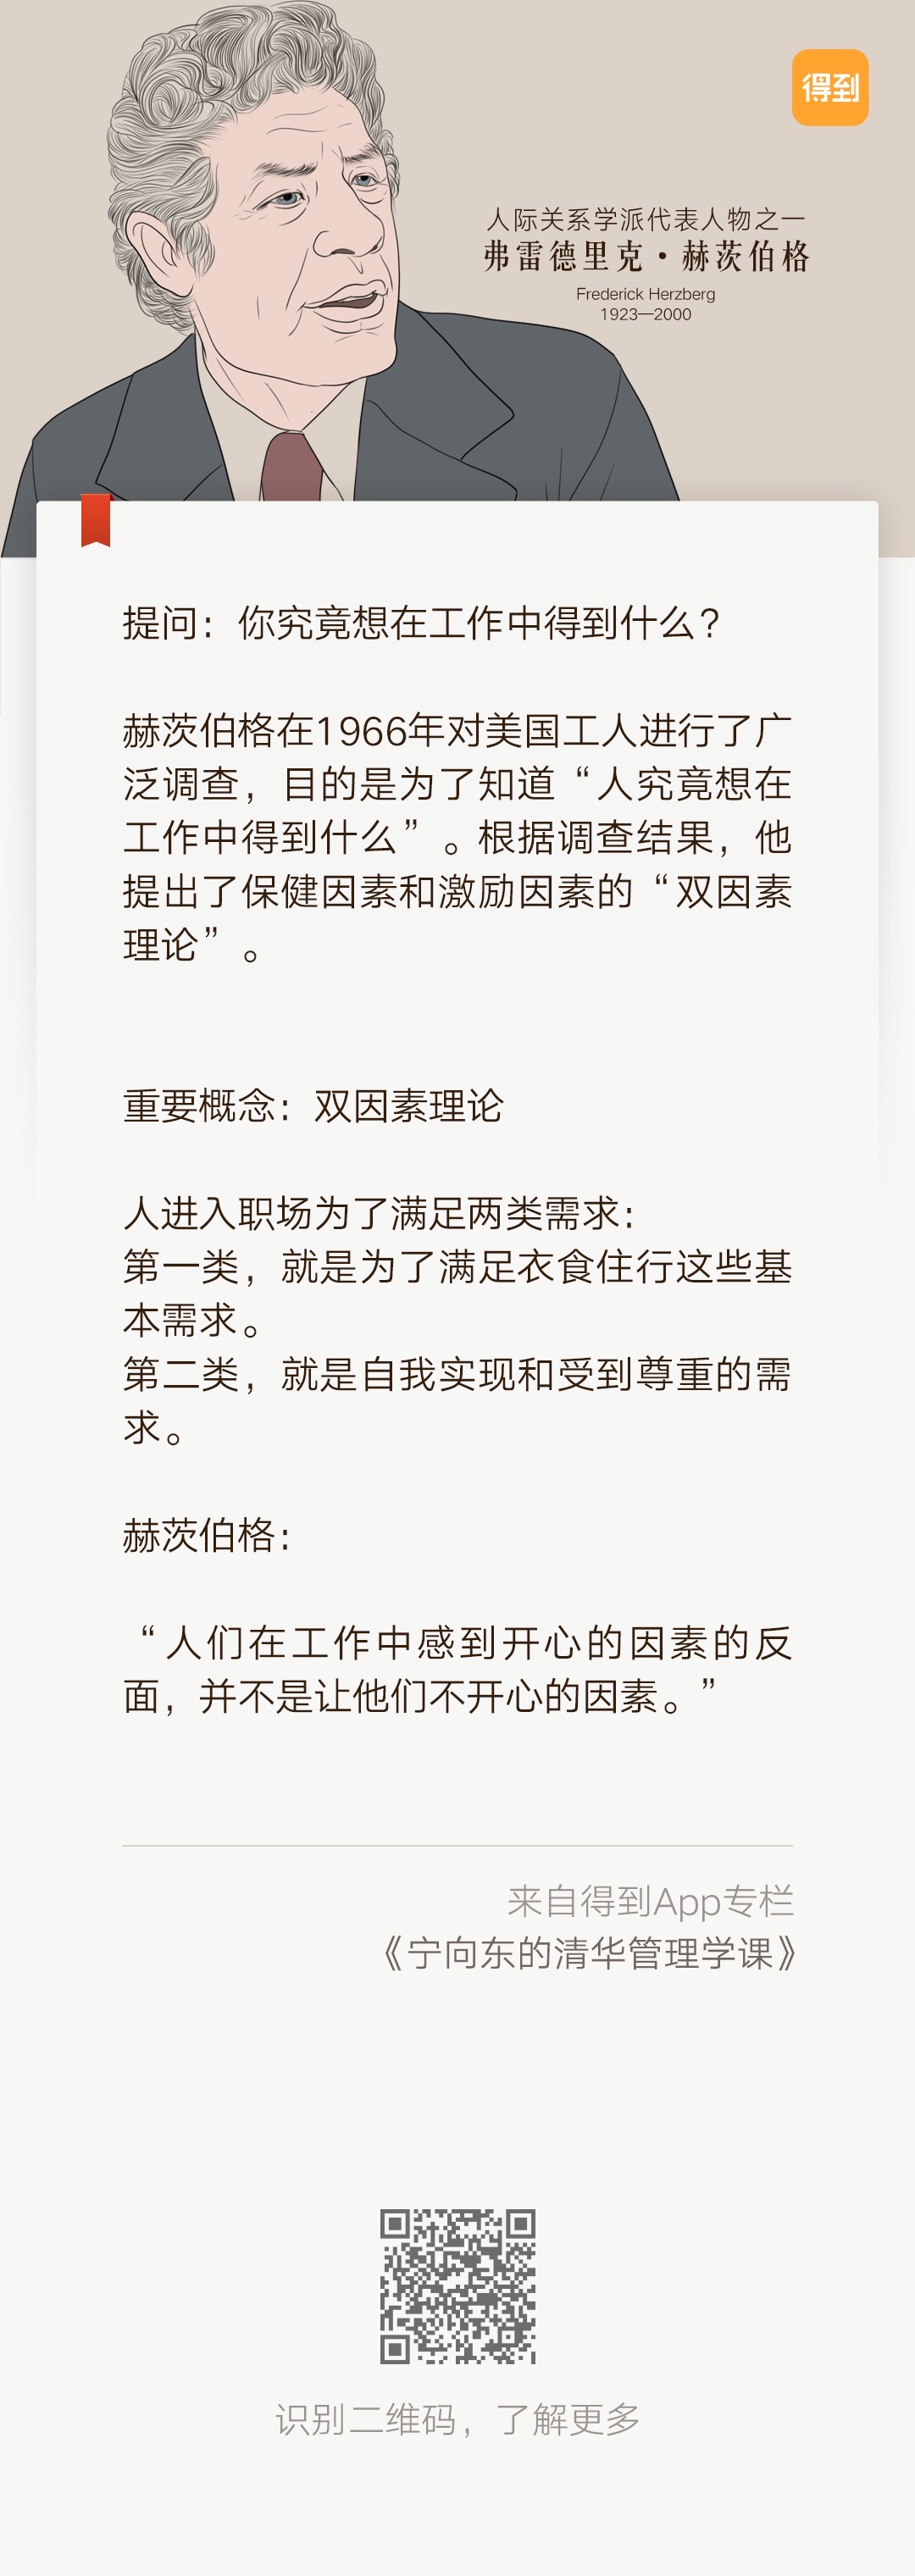 得到
人际关系学派代表人物之一
弗雷德里克·赫茨伯格
Frederick Herzberg
1923—2000
提问：你究竟想在工作中得到什么？
赫茨伯格在1966年对美国工人进行了广
泛调查，目的是为了知道“人究竟想在
工作中得到什么”。根据调查结果，他
提出了保健因素和激励因素的“双因素
理论”。
重要概念：双因素理论
人进入职场为了满足两类需求：
第一类，就是为了满足衣食住行这些基
本需求。
第二类，就是自我实现和受到尊重的需
求。
赫茨伯格：
“人们在工作中感到开心的因素的反
面，并不是让他们不开心的因素。”
来自得到App专栏
《宁向东的清华管理学课》
识别二维码，了解更多